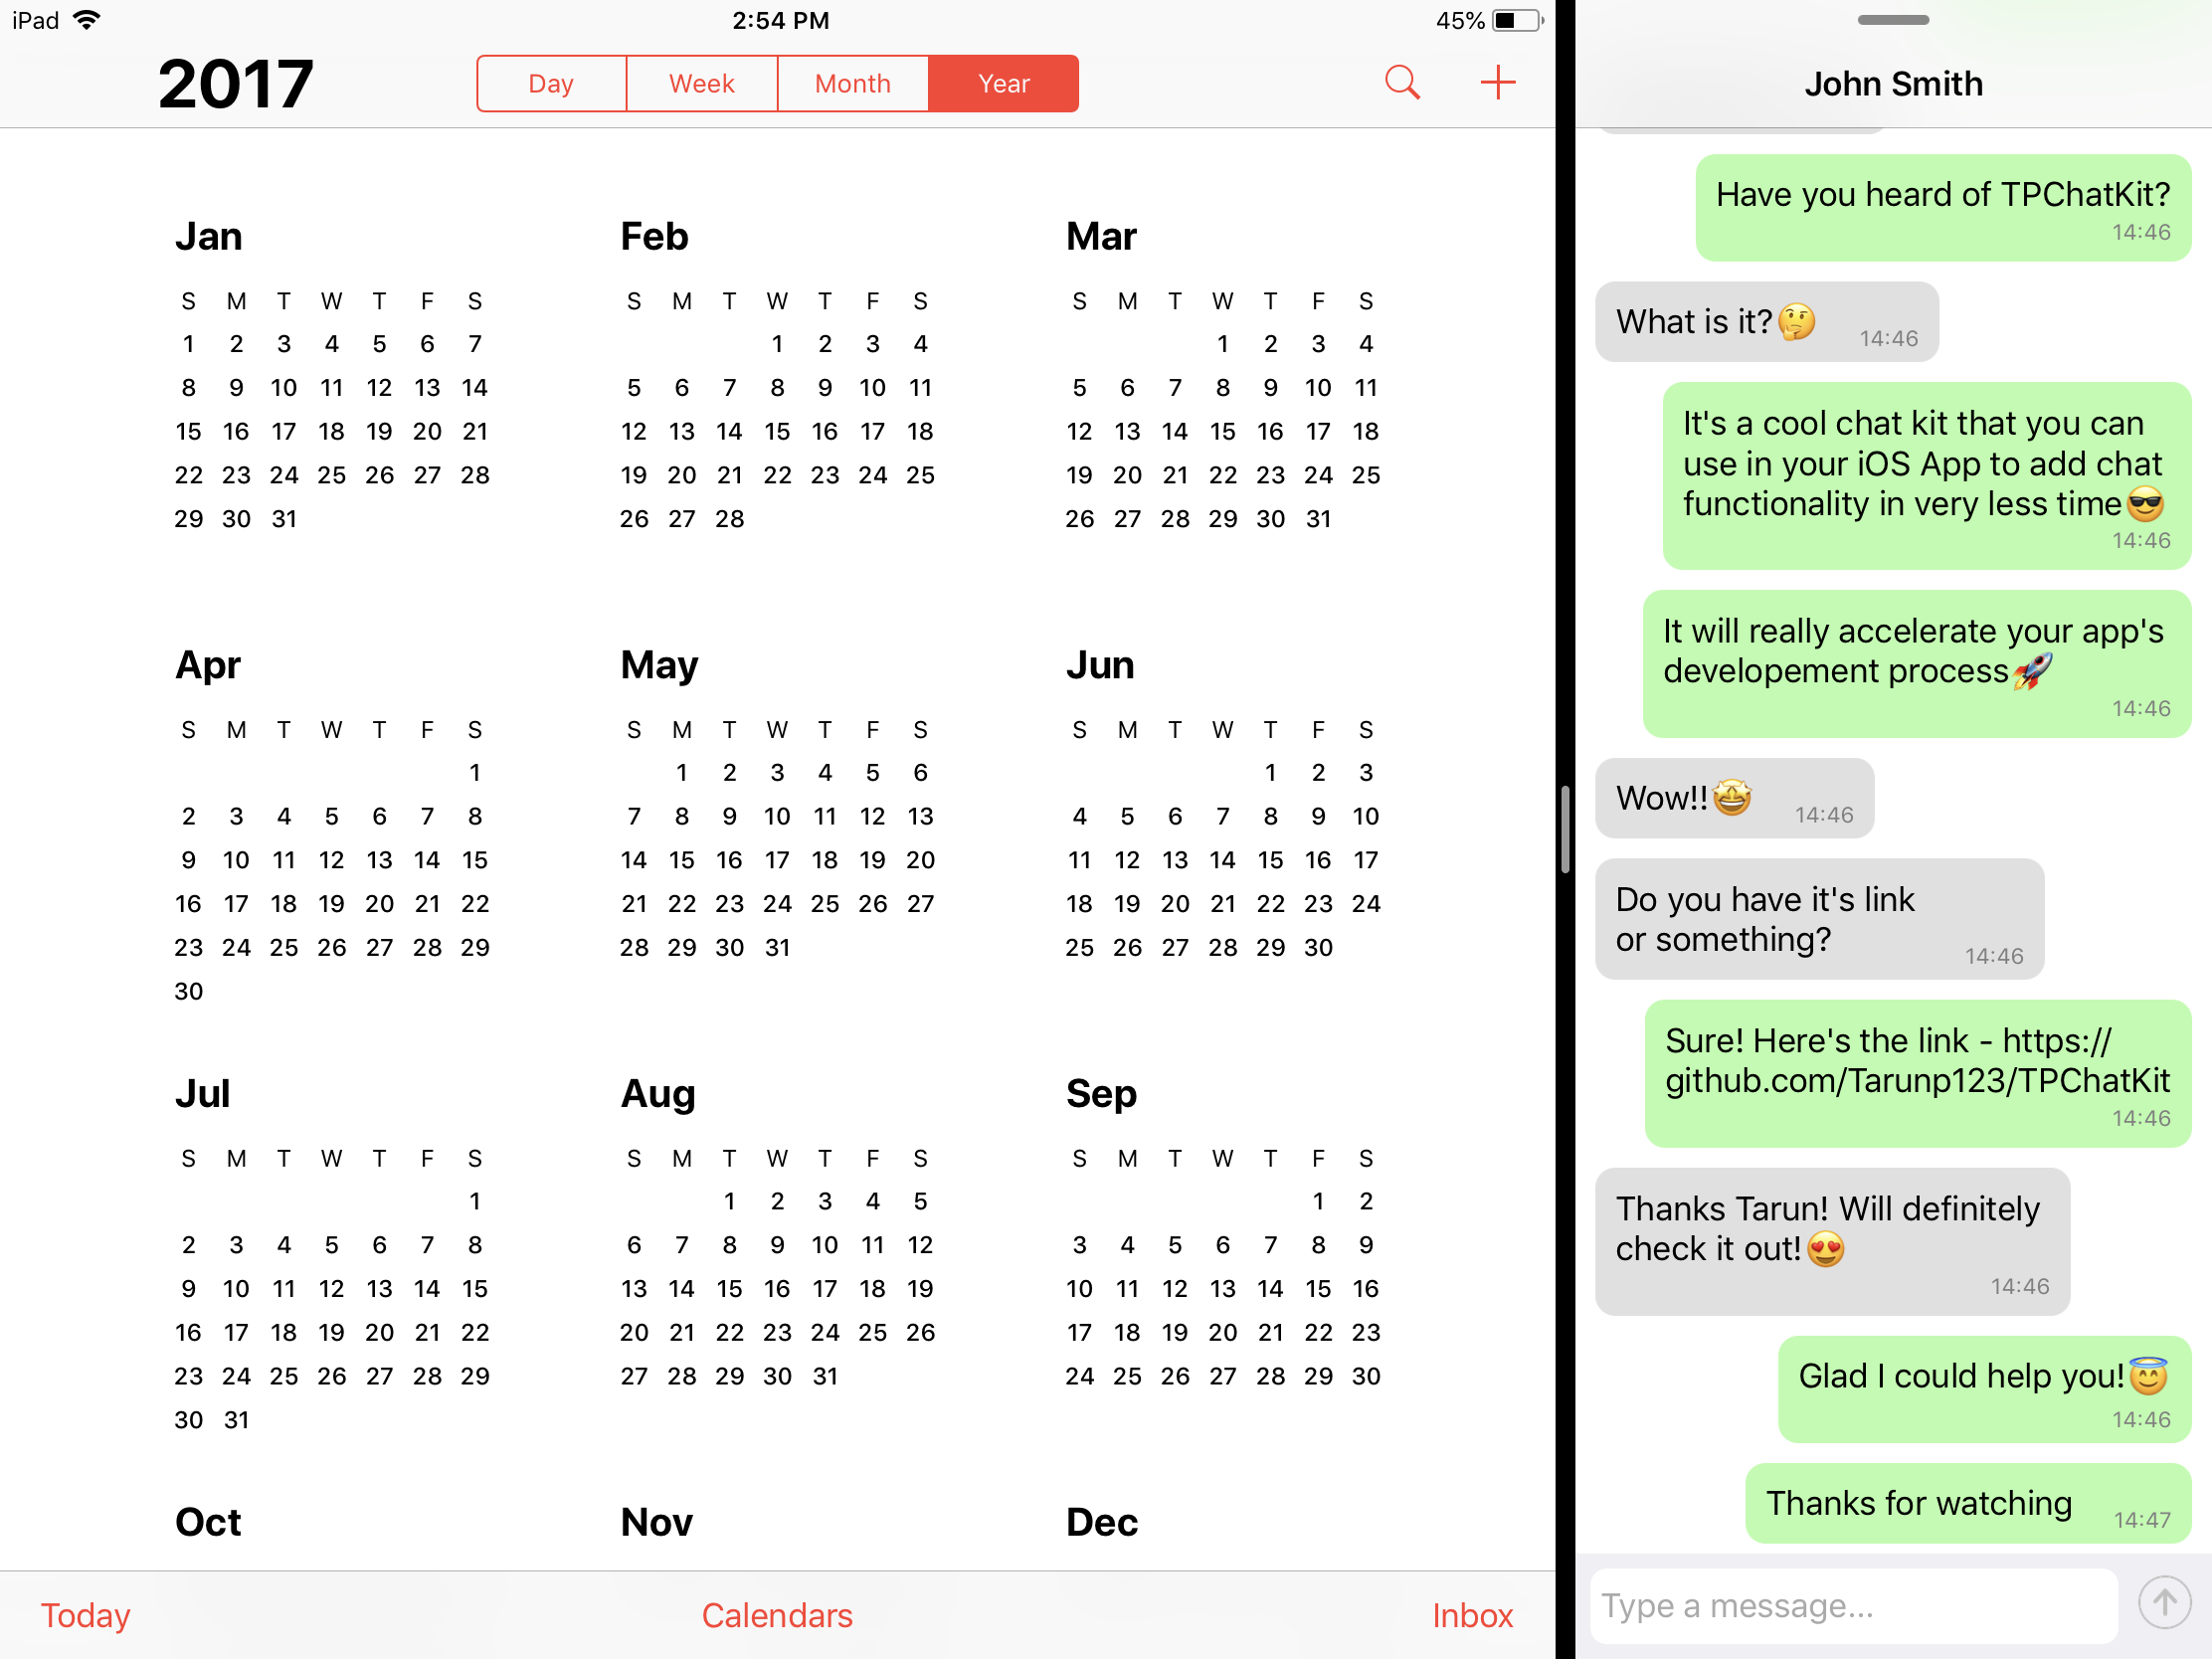 iPad 2:54 PM 45%
2017 Day Week Month Year
Jan Feb Mar
S M T W T F S S M T W T F S S M T W T F S
1 2 3 4 5 6 7 1 2 3 4 1 2 3 4
8 9 10 11 12 13 14 5 6 7 8 9 10 11 5 6 7 8 9 10 11
15 16 17 18 19 20 21 12 13 14 15 16 17 18 12 13 14 15 16 17 18
22 23 24 25 26 27 28 19 20 21 22 23 24 25 19 20 21 22 23 24 25
29 30 31 26 27 28 26 27 28 29 30 31
Apr May Jun
S M T W T F S S M T W T F S S M T W T F S
1 1 2 3 4 5 6 1 2 3
2 3 4 5 6 7 8 7 8 9 10 11 12 13 4 5 6 7 8 9 10
9 10 11 12 13 14 15 14 15 16 17 18 19 20 11 12 13 14 15 16 17
16 17 18 19 20 21 22 21 22 23 24 25 26 27 18 19 20 21 22 23 24
23 24 25 26 27 28 29 28 29 30 31 25 26 27 28 29 30
30
Jul Aug Sep
S M T W T F S S M T W T F S S M T W T F S
1 1 2 3 4 5 1 2
2 3 4 5 6 7 8 6 7 8 9 10 11 12 3 4 5 6 7 8 9
9 10 11 12 13 14 15 13 14 15 16 17 18 19 10 11 12 13 14 15 16
16 17 18 19 20 21 22 20 21 22 23 24 25 26 17 18 19 20 21 22 23
23 24 25 26 27 28 29 27 28 29 30 31 24 25 26 27 28 29 30
30 31
Oct Nov Dec
Today Calendars Inbox
John Smith
Have you heard of TPChatKit?
14:46
What is it?🤔 14:46
It's a cool chat kit that you can
use in your iOS App to add chat
functionality in very less time😎
14:46
It will really accelerate your app's
developement process🚀
14:46
Wow!!🤩 14:46
Do you have it's link
or something? 14:46
Sure! Here's the link - https://
github.com/Tarunp123/TPChatKit
14:46
Thanks Tarun! Will definitely
check it out!😍
14:46
Glad I could help you!😇
14:46
Thanks for watching 14:47
Type a message...